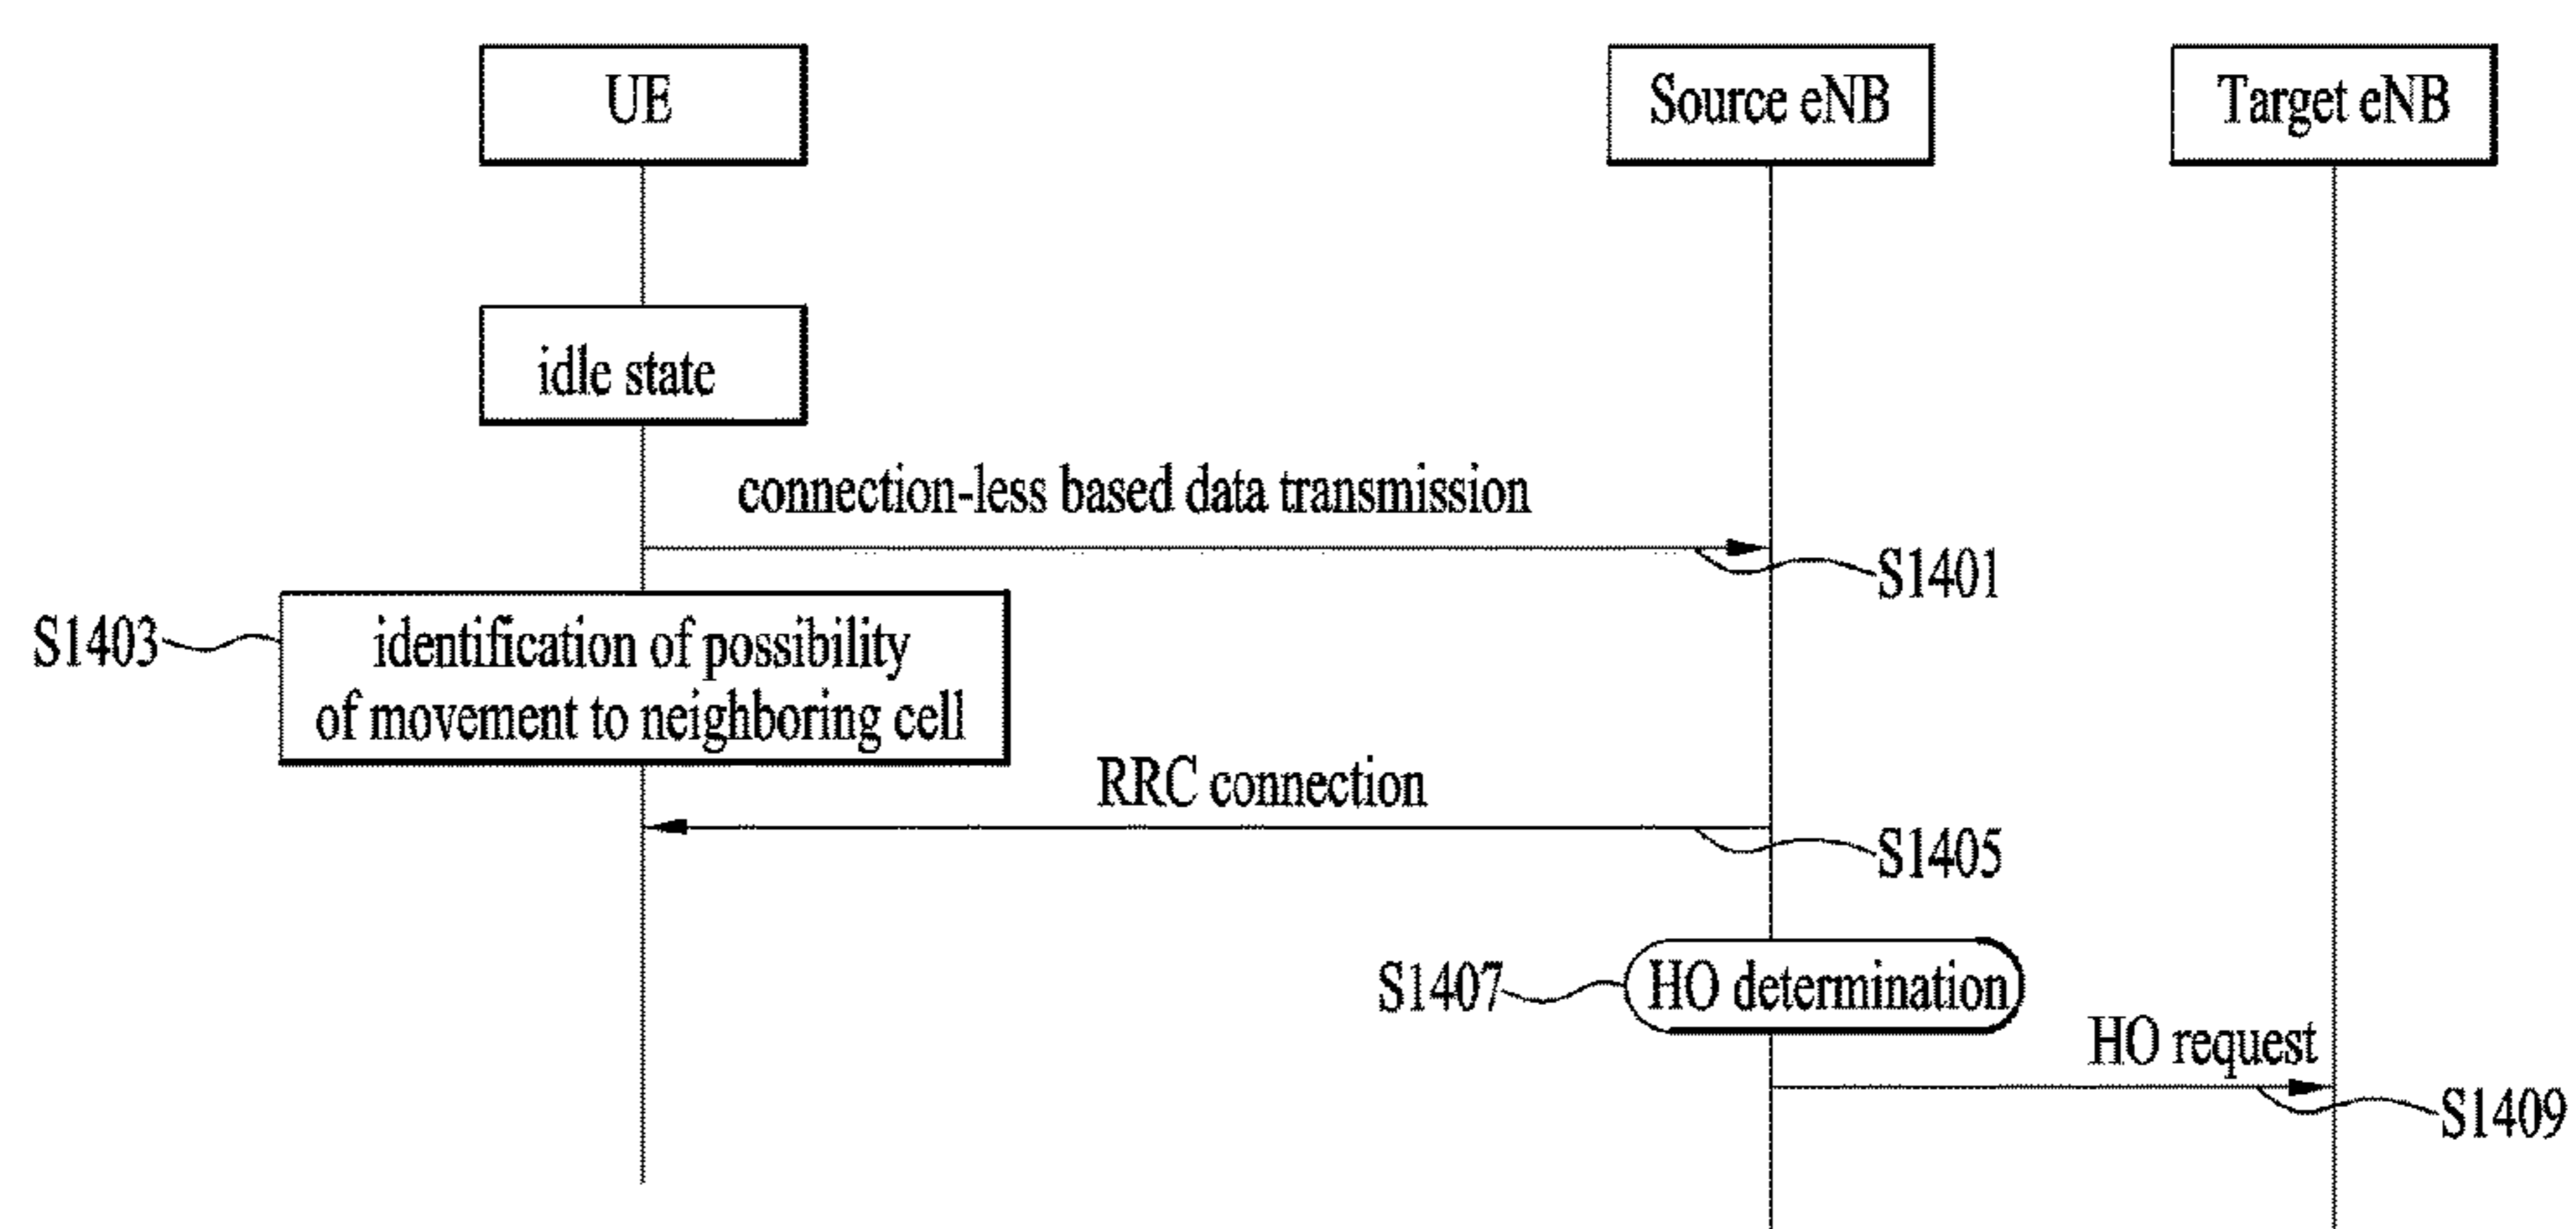 UE
Source eNB
Target eNB
idle state
connection-less based data transmission
S1401
S1403
identification of possibility
of movement to neighboring cell
RRC connection
S1405
S1407
HO determination
HO request
S1409